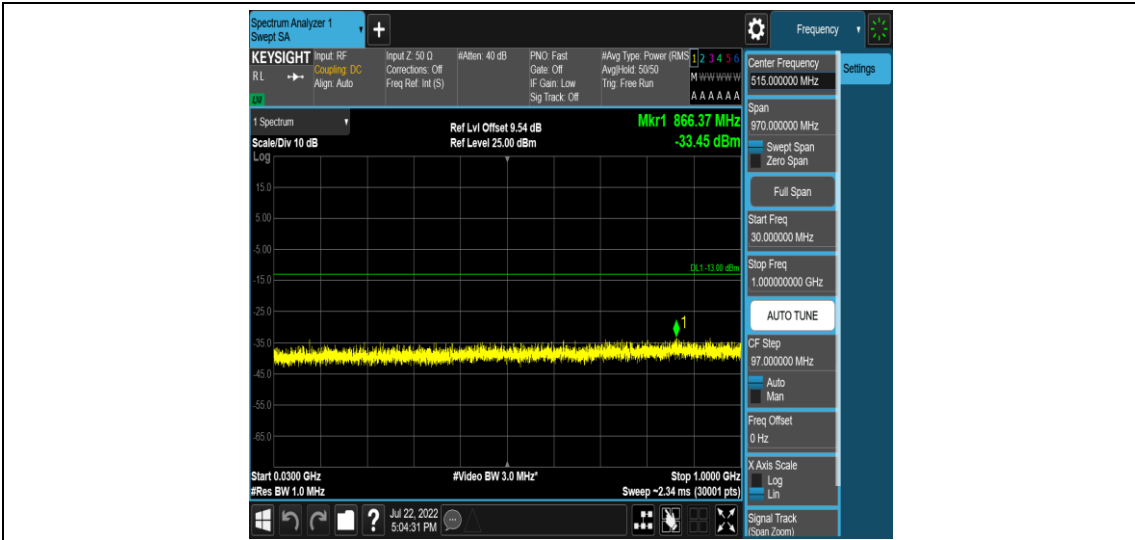 Spectrum Analyzer 1
Swept SA
+
Frequency
KEYSIGHT
RL
LXI
Input: RF
Coupling: DC
Align: Auto
Input Z: 50 Ω
Corrections: Off
Freq Ref: Int (S)
#Atten: 40 dB
PNO: Fast
Gate: Off
IF Gain: Low
Sig Track: Off
#Avg Type: Power (RMS
Avg|Hold: 50/50
Trig: Free Run
1 2 3 4 5 6
M W W W W W
A A A A A A
1 Spectrum
Scale/Div 10 dB
Log
Ref Lvl Offset 9.54 dB
Ref Level 25.00 dBm
Mkr1 866.37 MHz
-33.45 dBm
15.0
5.00
-5.00
DL1 -13.00 dBm
-15.0
-25.0
1
-35.0
-45.0
-55.0
-65.0
Start 0.0300 GHz
#Res BW 1.0 MHz
#Video BW 3.0 MHz*
Stop 1.0000 GHz
Sweep ~2.34 ms (30001 pts)
?
Jul 22, 2022
5:04:31 PM
Center Frequency
515.000000 MHz
Settings
Span
970.000000 MHz
Swept Span
Zero Span
Full Span
Start Freq
30.000000 MHz
Stop Freq
1.000000000 GHz
AUTO TUNE
CF Step
97.000000 MHz
Auto
Man
Freq Offset
0 Hz
X Axis Scale
Log
Lin
Signal Track
(Span Zoom)